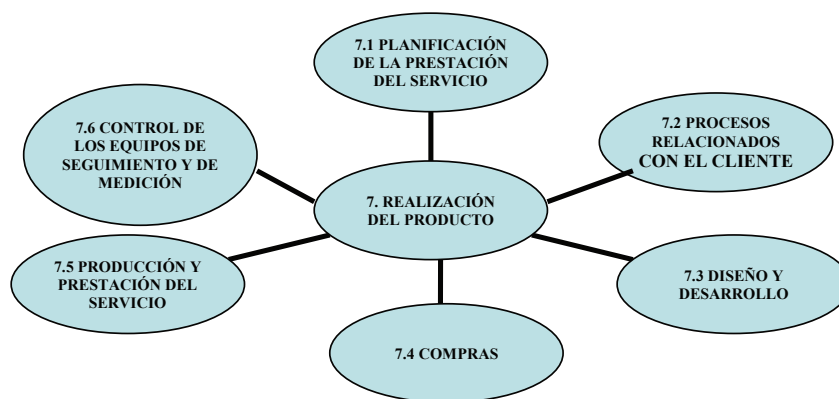 7.1 PLANIFICACIÓN
DE LA PRESTACIÓN
DEL SERVICIO
7.2 PROCESOS
RELACIONADOS
CON EL CLIENTE
7.6 CONTROL DE
LOS EQUIPOS DE
SEGUIMIENTO Y DE
MEDICIÓN
7. REALIZACIÓN
DEL PRODUCTO
7.5 PRODUCCIÓN Y
PRESTACIÓN DEL
SERVICIO
7.3 DISEÑO Y
DESARROLLO
7.4 COMPRAS